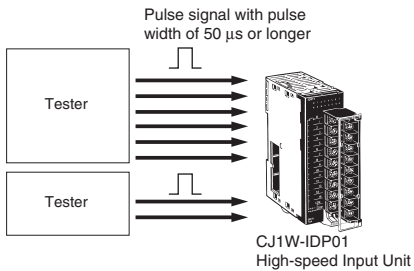 Pulse signal with pulse
width of 50 μs or longer
Tester
Tester
CJ1W-IDP01
High-speed Input Unit